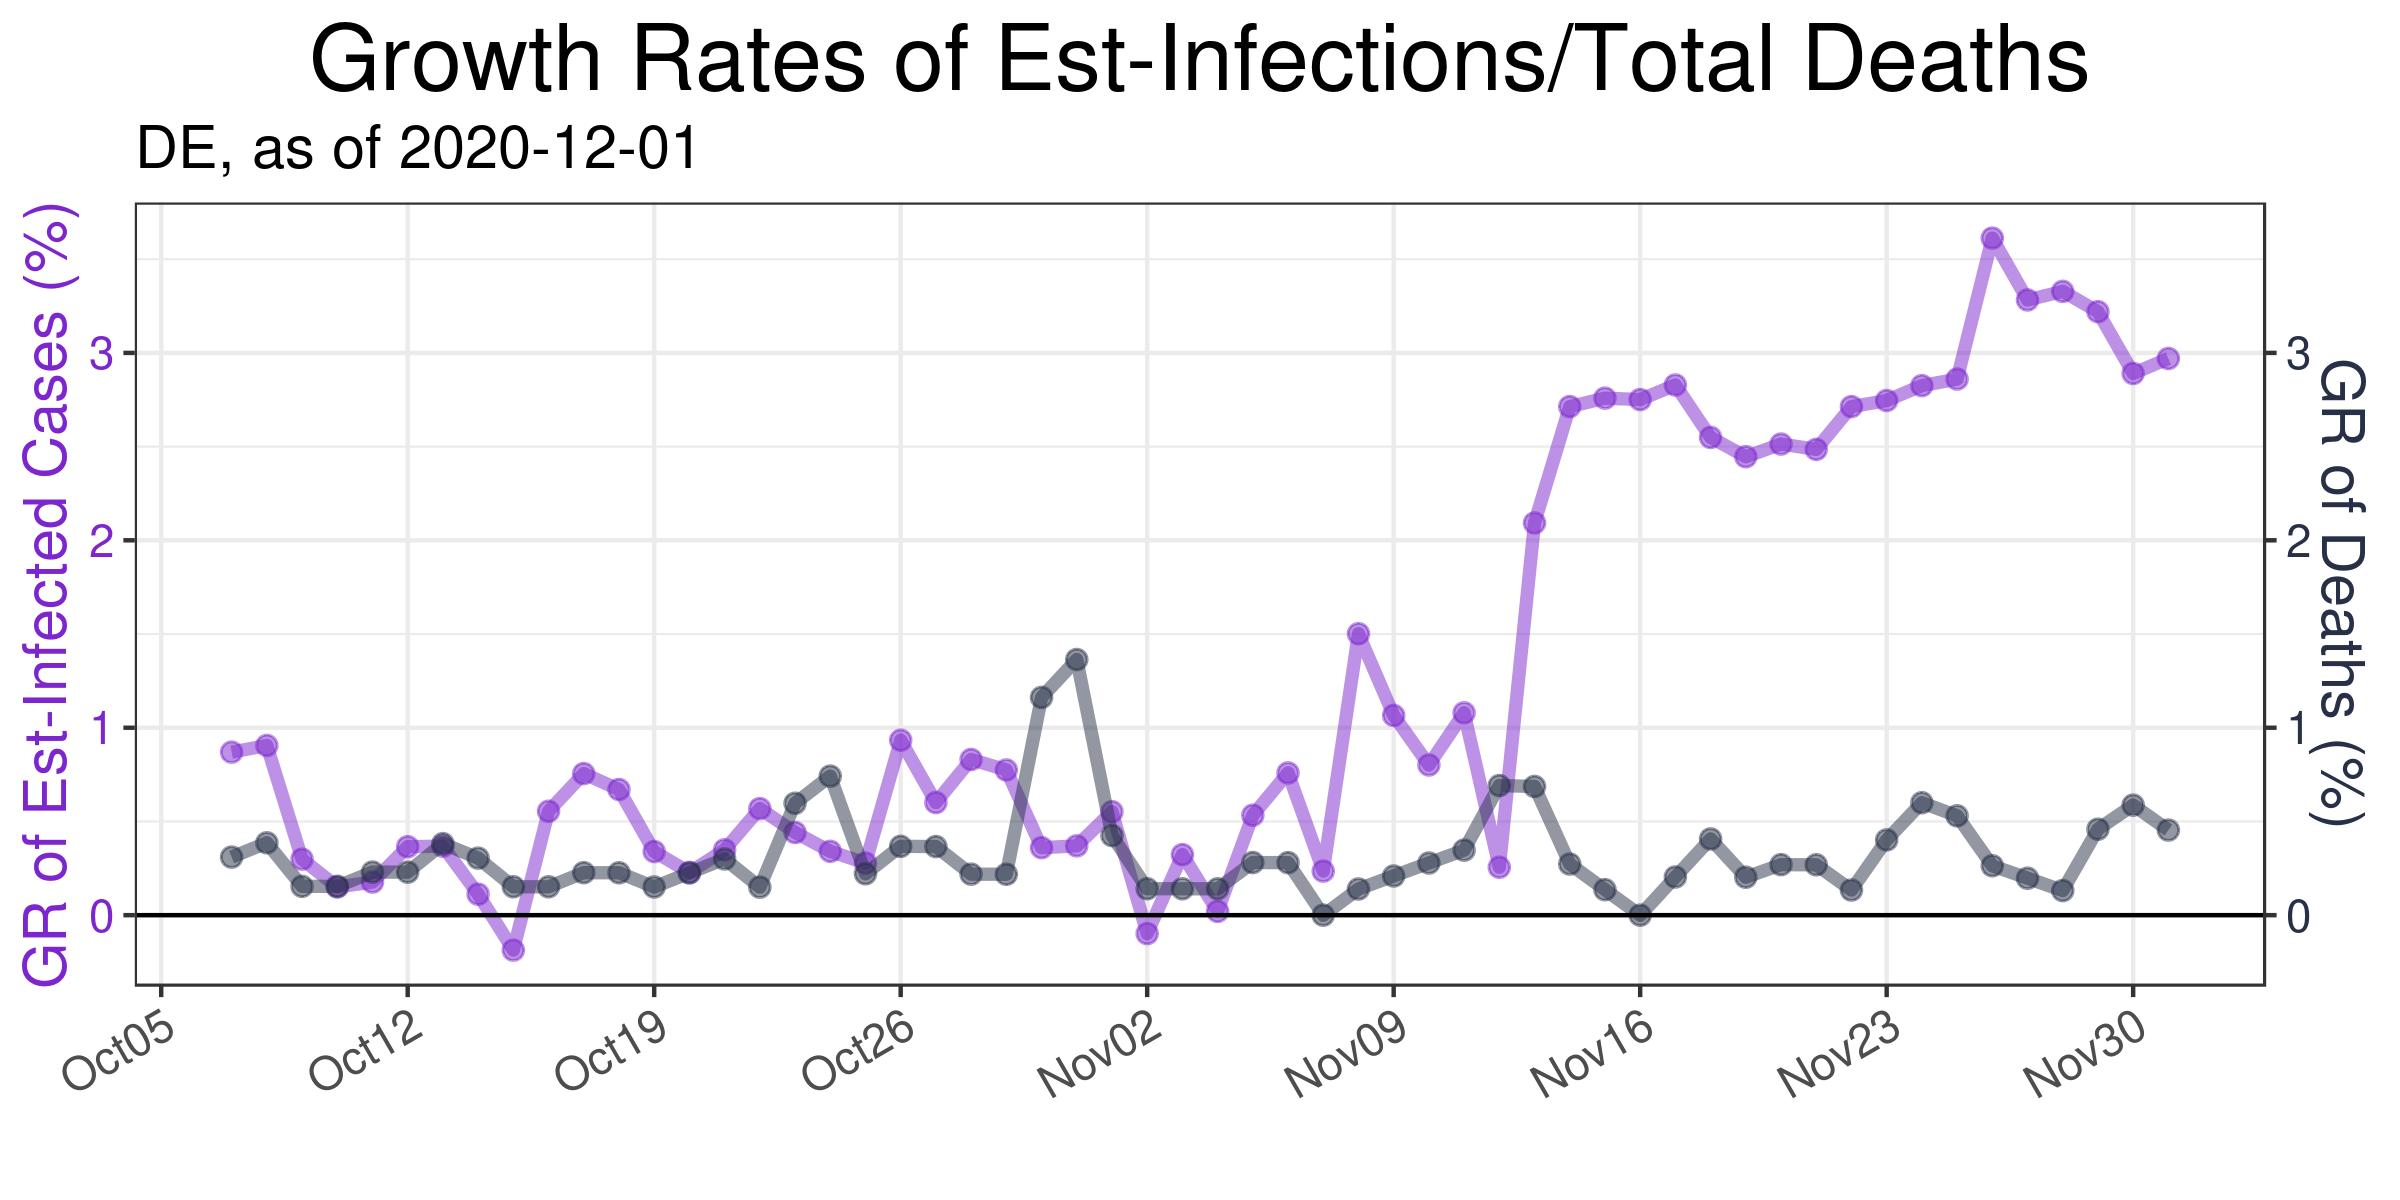 Growth Rates of Est-Infections/Total Deaths
DE, as of 2020-12-01
GR of Est-Infected Cases (%)
3
2
1
0
3
2
1
0
GR of Deaths (%)
Oct05
Oct12
Oct19
Oct26
Nov02
Nov09
Nov16
Nov23
Nov30